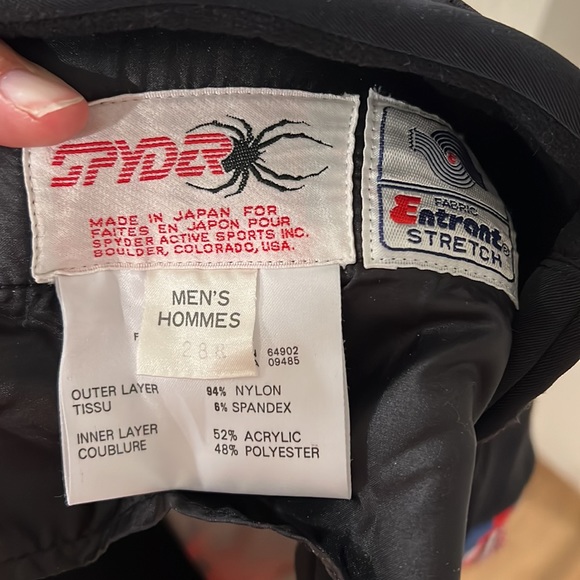 SPYDER
MADE IN JAPAN FOR
FAITES EN JAPON POUR
SPYDER ACTIVE SPORTS INC.
BOULDER, COLORADO, USA.
FABRIC
Entrant®
STRETCH
MEN'S
HOMMES
28R
64902
09485
OUTER LAYER 94% NYLON
TISSU 6% SPANDEX
INNER LAYER 52% ACRYLIC
COUBLURE 48% POLYESTER